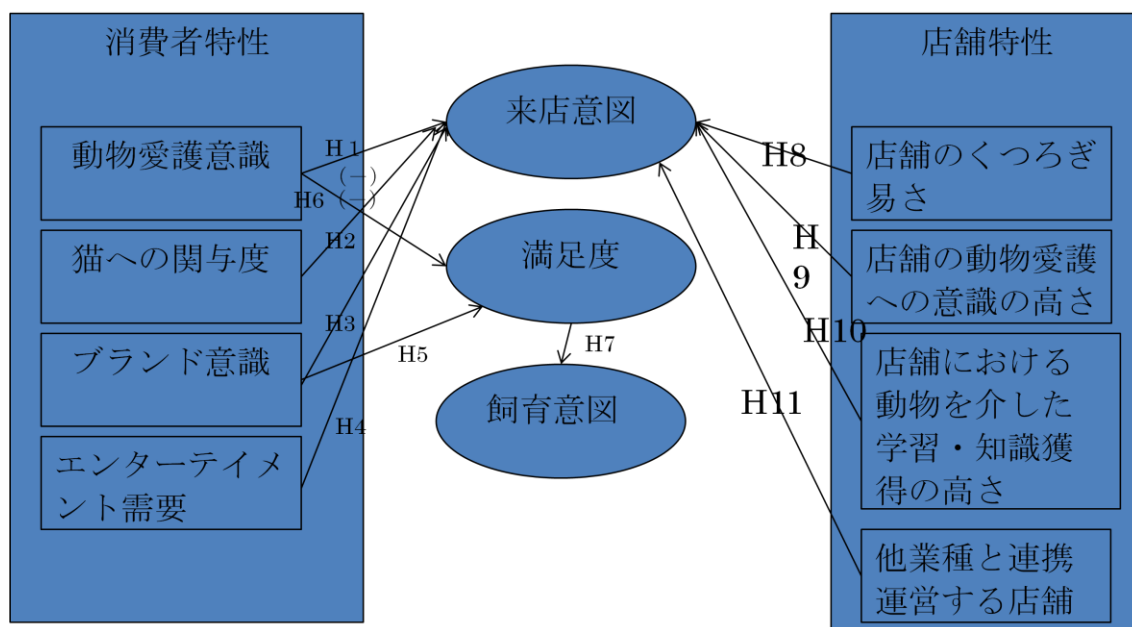 消費者特性
動物愛護意識
猫への関与度
ブランド意識
エンターテイメ
ント需要
来店意図
満足度
飼育意図
H1
(−)
H6 (−)
H2
H3
H5
H4
H7
店舗特性
店舗のくつろぎ
易さ
店舗の動物愛護
への意識の高さ
店舗における
動物を介した
学習・知識獲
得の高さ
他業種と連携
運営する店舗
H8
H
9
H10
H11